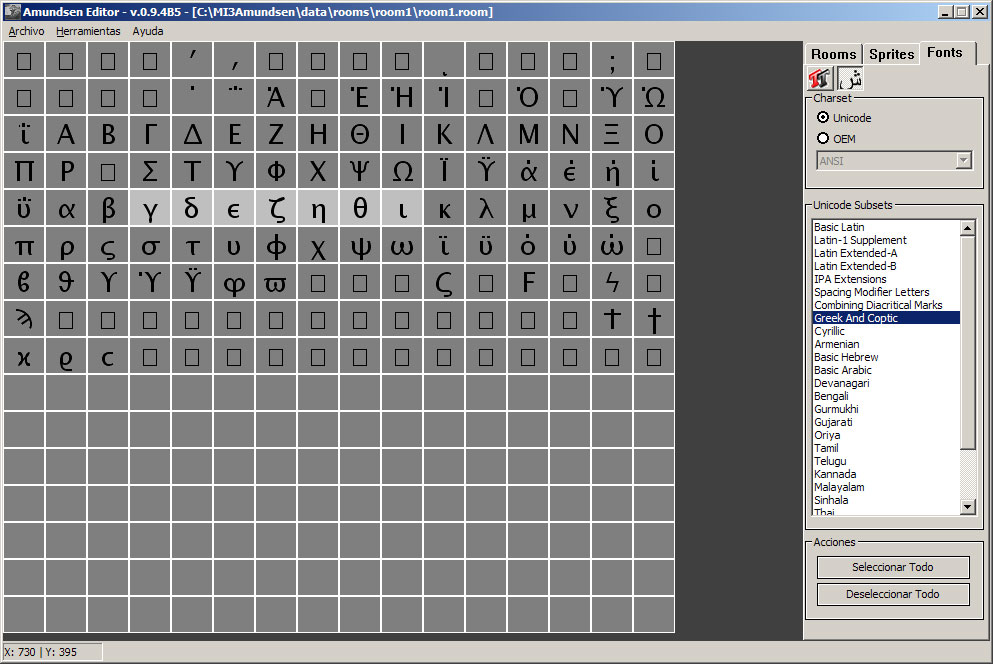 Amundsen Editor - v.0.9.4B5 - [C:\MI3Amundsen\data\rooms\room1\room1.room]
Archivo Herramientas Ayuda
Rooms Sprites Fonts
ʹ ͵ ͺ ;
΄ ΅ Ά Έ Ή Ί Ό Ύ Ώ
ΐ Α Β Γ Δ Ε Ζ Η Θ Ι Κ Λ Μ Ν Ξ Ο
Π Ρ Σ Τ Υ Φ Χ Ψ Ω Ϊ Ϋ ά έ ή ί
ΰ α β γ δ ε ζ η θ ι κ λ μ ν ξ ο
π ρ ς σ τ υ φ χ ψ ω ϊ ϋ ό ύ ώ
ϐ ϑ ϒ ϓ ϔ ϕ ϖ Ϛ Ϝ Ϟ
Ϡ Ϯ ϯ
ϰ ϱ ϲ
TT ش
Charset
Unicode
OEM
ANSI
Unicode Subsets
Basic Latin
Latin-1 Supplement
Latin Extended-A
Latin Extended-B
IPA Extensions
Spacing Modifier Letters
Combining Diacritical Marks
Greek And Coptic
Cyrillic
Armenian
Basic Hebrew
Basic Arabic
Devanagari
Bengali
Gurmukhi
Gujarati
Oriya
Tamil
Telugu
Kannada
Malayalam
Sinhala
Thai
Acciones
Seleccionar Todo
Deseleccionar Todo
X: 730 | Y: 395